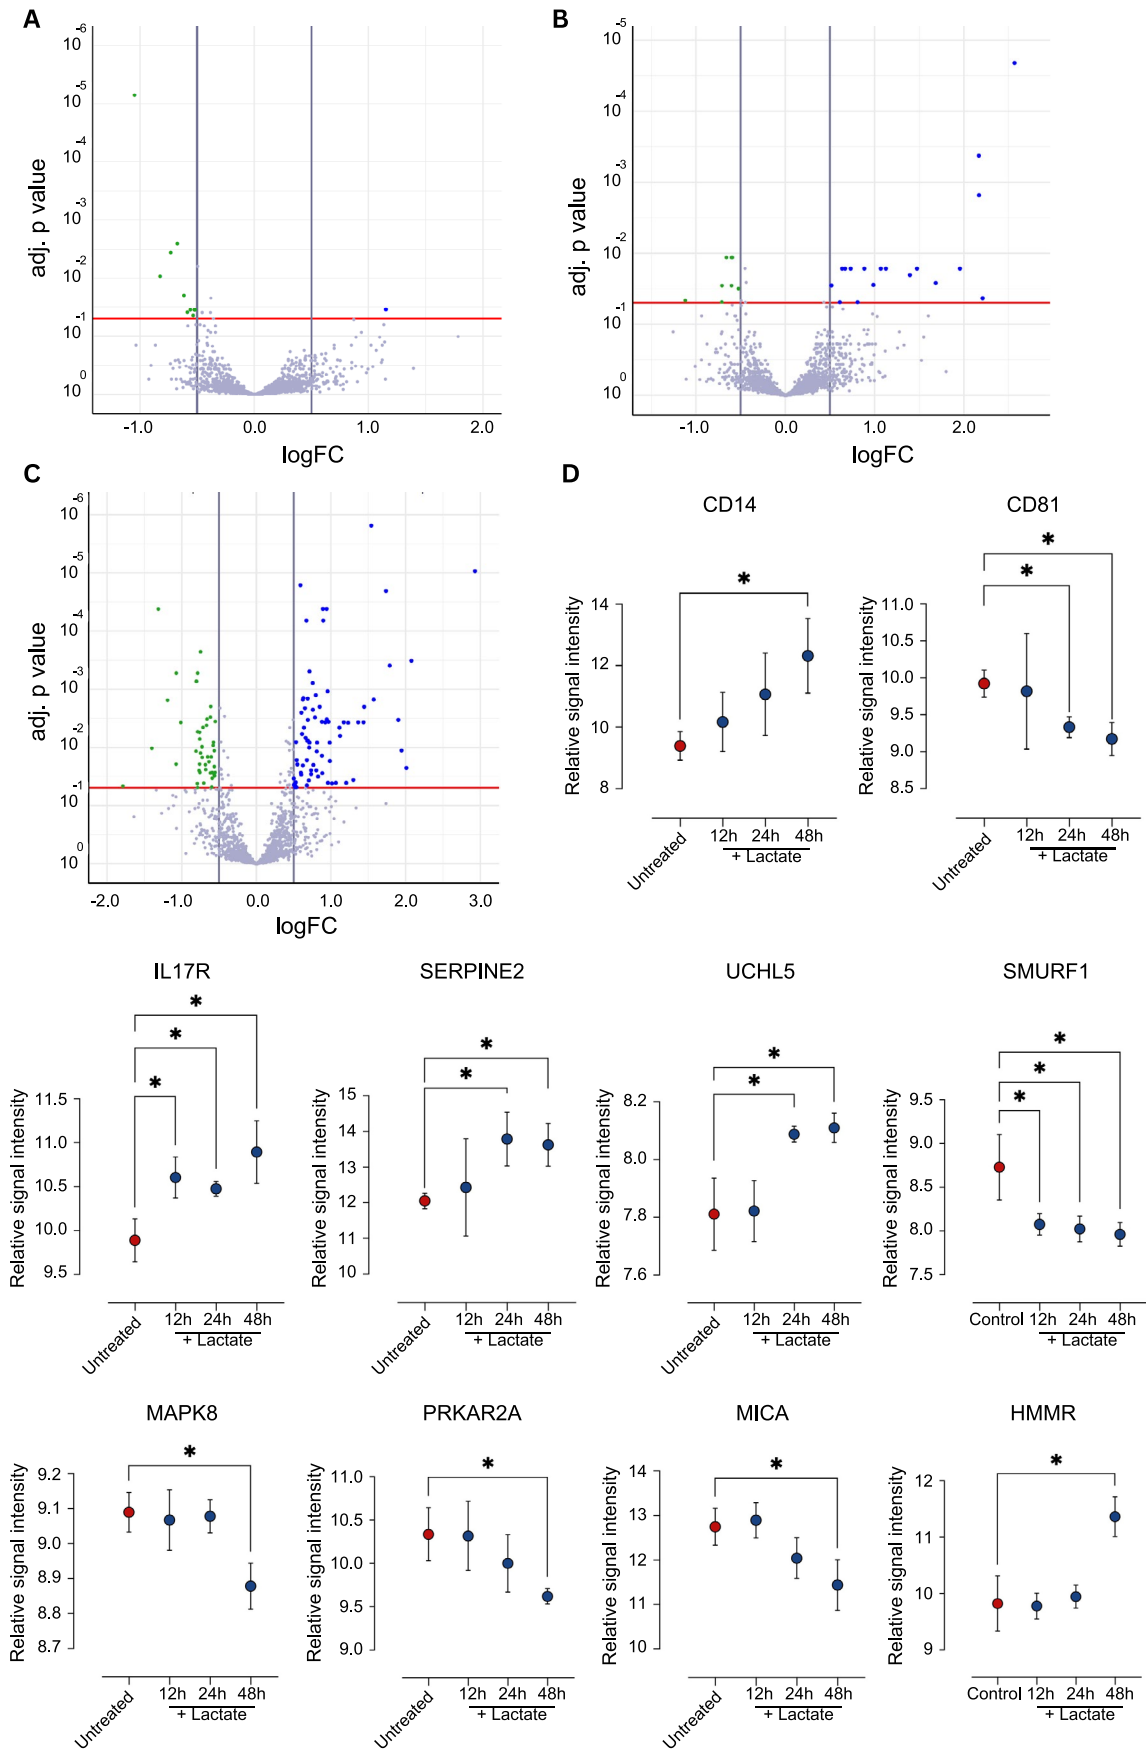 A
10-6
10-5
10-4
10-3
10-2
10-1
100
adj. p value
-1.0 0.0 1.0 2.0
logFC
B
10-5
10-4
10-3
10-2
10-1
100
adj. p value
-1.0 0.0 1.0 2.0
logFC
C
10-6
10-5
10-4
10-3
10-2
10-1
100
adj. p value
-2.0 -1.0 0.0 1.0 2.0 3.0
logFC
D
CD14
*
Relative signal intensity
14
12
10
8
Untreated 12h 24h 48h
+ Lactate
CD81
*
*
Relative signal intensity
11.0
10.5
10.0
9.5
9.0
8.5
Untreated 12h 24h 48h
+ Lactate
IL17R
*
*
*
Relative signal intensity
11.5
11.0
10.5
10.0
9.5
Untreated 12h 24h 48h
+ Lactate
SERPINE2
*
*
Relative signal intensity
15
14
13
12
11
10
Untreated 12h 24h 48h
+ Lactate
UCHL5
*
*
Relative signal intensity
8.2
8.0
7.8
7.6
Untreated 12h 24h 48h
+ Lactate
SMURF1
*
*
*
Relative signal intensity
9.5
9.0
8.5
8.0
7.5
Control 12h 24h 48h
+ Lactate
MAPK8
*
Relative signal intensity
9.2
9.1
9.0
8.9
8.8
8.7
Untreated 12h 24h 48h
+ Lactate
PRKAR2A
*
Relative signal intensity
11.0
10.5
10.0
9.5
9.0
Untreated 12h 24h 48h
+ Lactate
MICA
*
Relative signal intensity
14
13
12
11
10
Untreated 12h 24h 48h
+ Lactate
HMMR
*
Relative signal intensity
12
11
10
9
Control 12h 24h 48h
+ Lactate